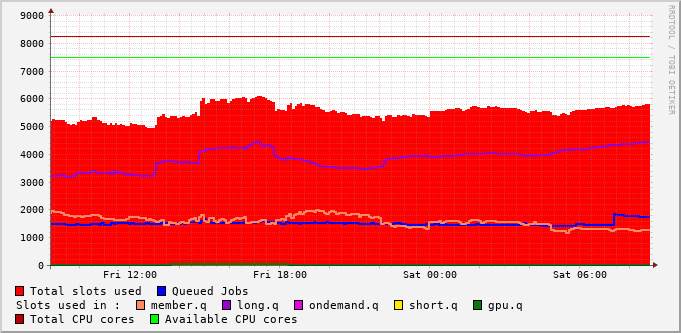 9000
8000
7000
6000
5000
4000
3000
2000
1000
0
Fri 12:00 Fri 18:00 Sat 00:00 Sat 06:00
RRDTOOL / TOBI OETIKER
Total slots used Queued Jobs
Slots used in : member.q long.q ondemand.q short.q gpu.q
Total CPU cores Available CPU cores